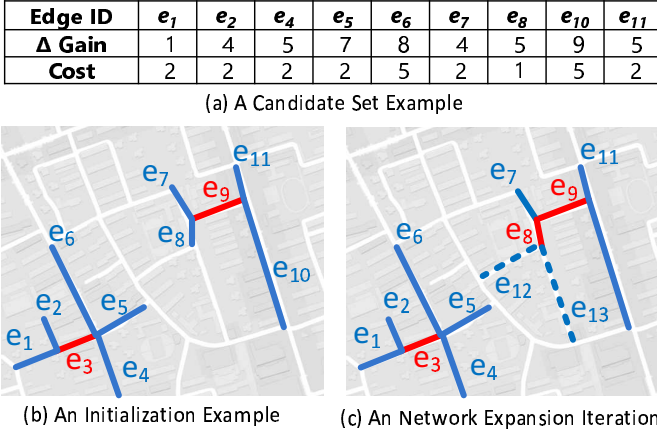 Edge ID e1 e2 e4 e5 e6 e7 e8 e10 e11
Δ Gain 1 4 5 7 8 4 5 9 5
Cost 2 2 2 2 5 2 1 5 2
(a) A Candidate Set Example
e11
e7
e9
e8
e6
e10
e2
e5
e1
e3
e4
(b) An Initialization Example
e11
e7
e9
e8
e6
e12
e13
e2
e5
e1
e3
e4
(c) An Network Expansion Iteration